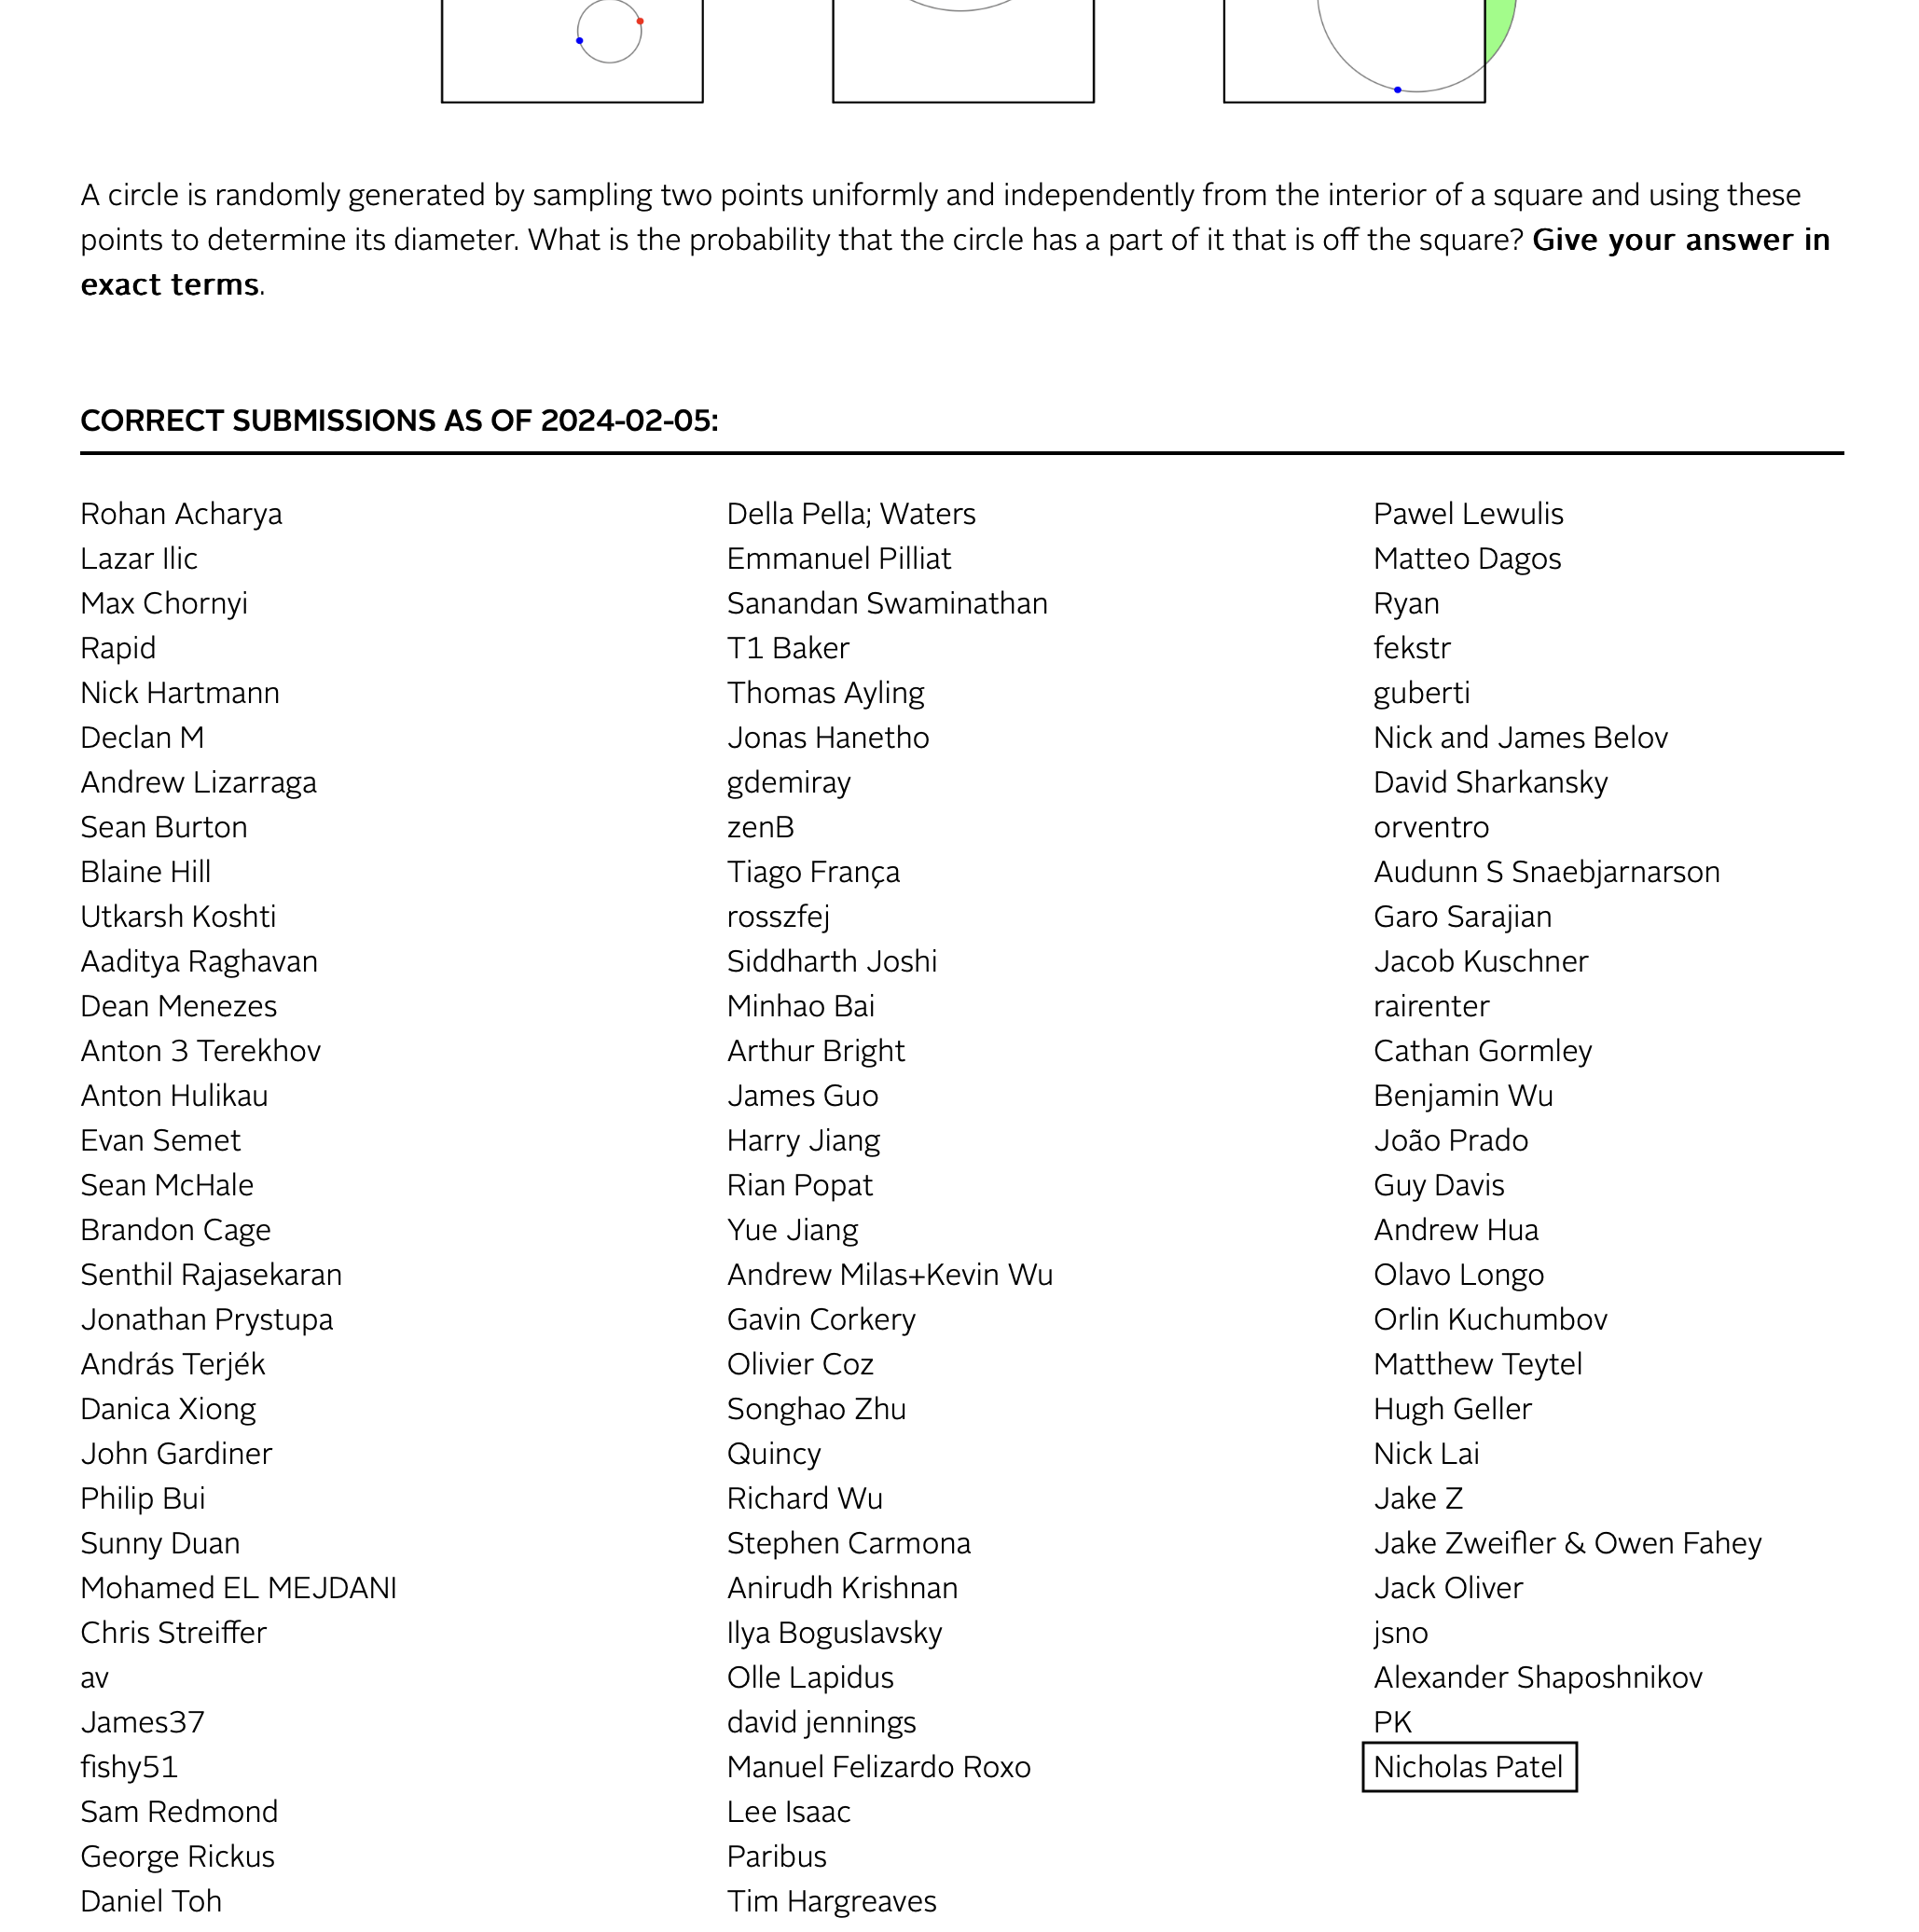 A circle is randomly generated by sampling two points uniformly and independently from the interior of a square and using these
points to determine its diameter. What is the probability that the circle has a part of it that is off the square? Give your answer in
exact terms.
CORRECT SUBMISSIONS AS OF 2024-02-05:
Rohan Acharya
Lazar Ilic
Max Chornyi
Rapid
Nick Hartmann
Declan M
Andrew Lizarraga
Sean Burton
Blaine Hill
Utkarsh Koshti
Aaditya Raghavan
Dean Menezes
Anton 3 Terekhov
Anton Hulikau
Evan Semet
Sean McHale
Brandon Cage
Senthil Rajasekaran
Jonathan Prystupa
András Terjék
Danica Xiong
John Gardiner
Philip Bui
Sunny Duan
Mohamed EL MEJDANI
Chris Streiffer
av
James37
fishy51
Sam Redmond
George Rickus
Daniel Toh
Della Pella; Waters
Emmanuel Pilliat
Sanandan Swaminathan
T1 Baker
Thomas Ayling
Jonas Hanetho
gdemiray
zenB
Tiago França
rosszfej
Siddharth Joshi
Minhao Bai
Arthur Bright
James Guo
Harry Jiang
Rian Popat
Yue Jiang
Andrew Milas+Kevin Wu
Gavin Corkery
Olivier Coz
Songhao Zhu
Quincy
Richard Wu
Stephen Carmona
Anirudh Krishnan
Ilya Boguslavsky
Olle Lapidus
david jennings
Manuel Felizardo Roxo
Lee Isaac
Paribus
Tim Hargreaves
Pawel Lewulis
Matteo Dagos
Ryan
fekstr
guberti
Nick and James Belov
David Sharkansky
orventro
Audunn S Snaebjarnarson
Garo Sarajian
Jacob Kuschner
rairenter
Cathan Gormley
Benjamin Wu
João Prado
Guy Davis
Andrew Hua
Olavo Longo
Orlin Kuchumbov
Matthew Teytel
Hugh Geller
Nick Lai
Jake Z
Jake Zweifler & Owen Fahey
Jack Oliver
jsno
Alexander Shaposhnikov
PK
Nicholas Patel